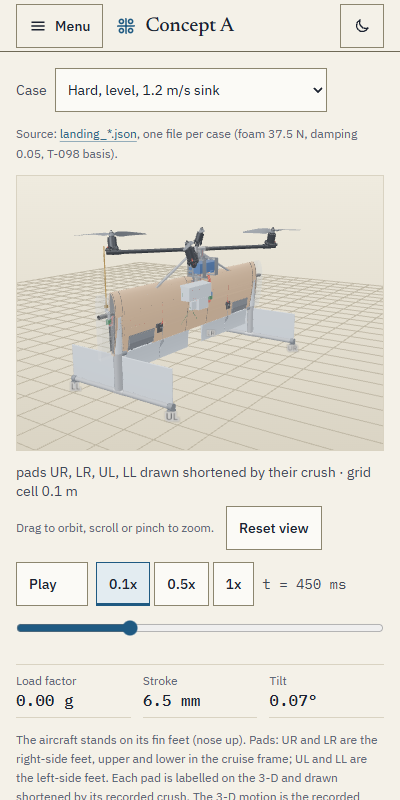 Menu
Concept A
Case
Hard, level, 1.2 m/s sink
Source: landing_*.json, one file per case (foam 37.5 N, damping
0.05, T-098 basis).
UR
LL
UL
pads UR, LR, UL, LL drawn shortened by their crush · grid
cell 0.1 m
Drag to orbit, scroll or pinch to zoom.
Reset view
Play
0.1x
0.5x
1x
t = 450 ms
Load factor
Stroke
Tilt
0.00 g
6.5 mm
0.07°
The aircraft stands on its fin feet (nose up). Pads: UR and LR are the
right-side feet, upper and lower in the cruise frame; UL and LL are
the left-side feet. Each pad is labelled on the 3-D and drawn
shortened by its recorded crush. The 3-D motion is the recorded